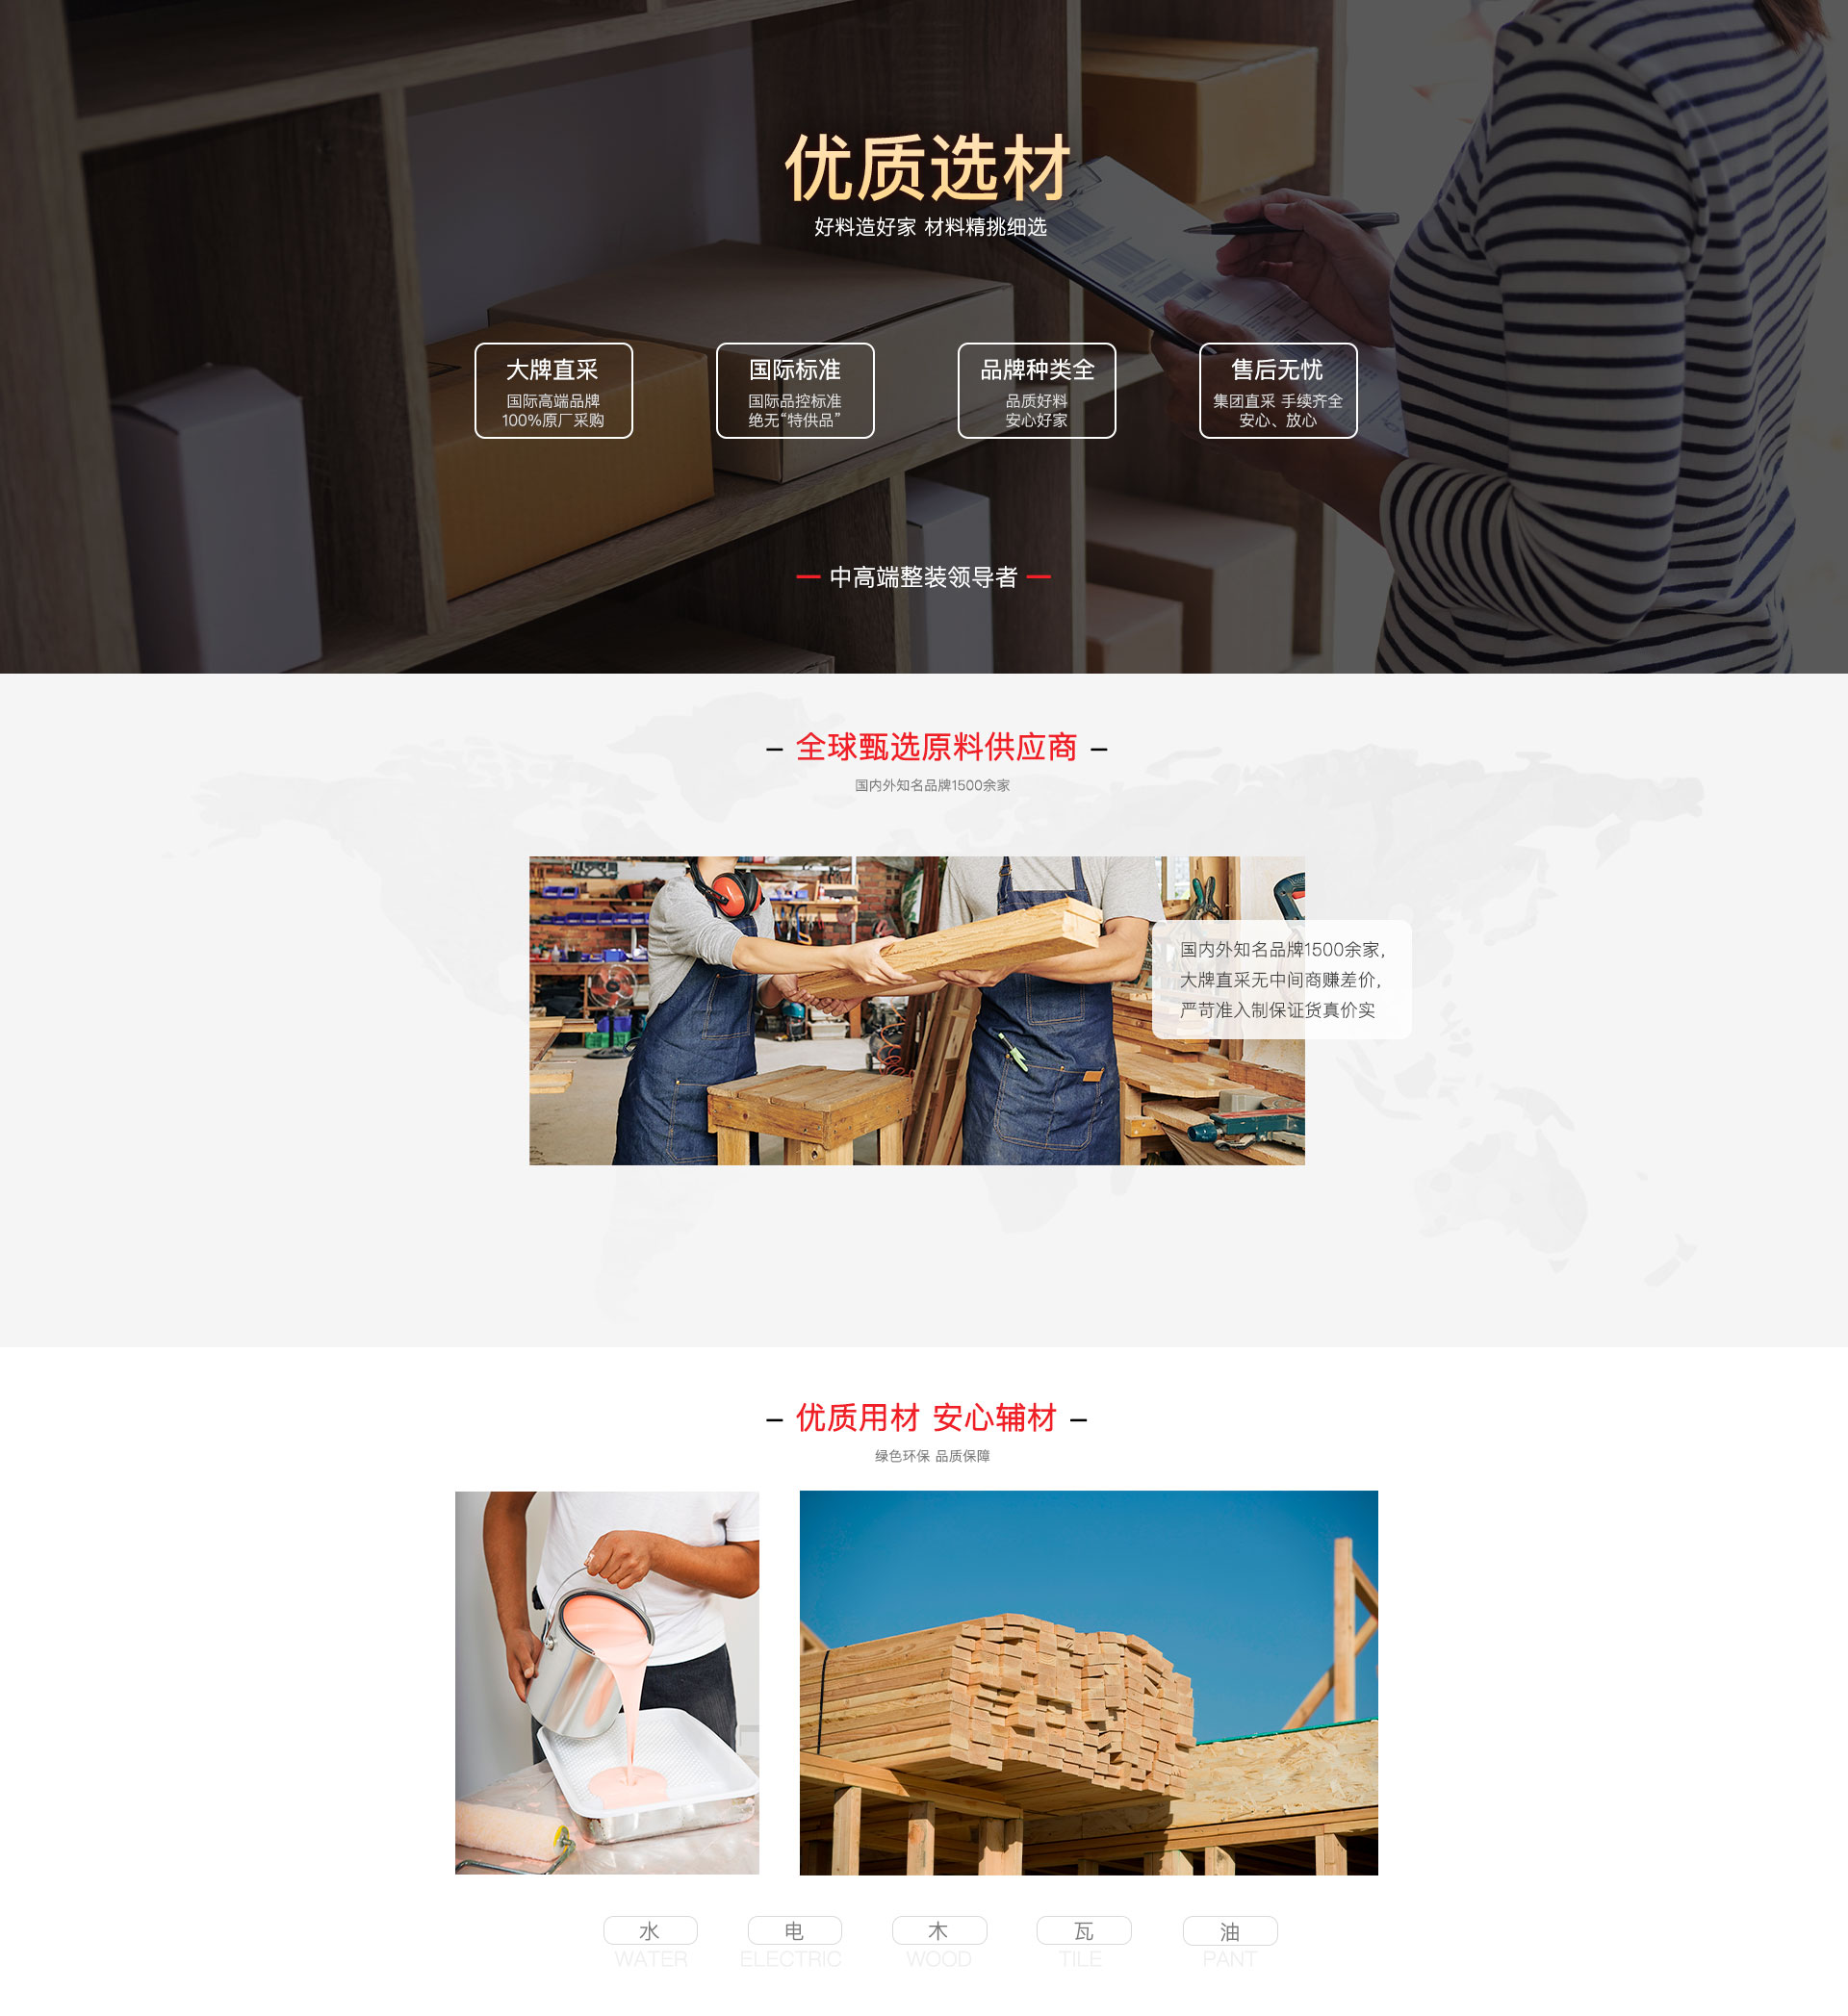 优质选材
好料造好家 材料精挑细选
大牌直采
国际高端品牌
100%原厂采购
国际标准
国际品控标准
绝无“特供品”
品牌种类全
品质好料
安心好家
售后无忧
集团直采 手续齐全
安心、放心
中高端整装领导者
全球甄选原料供应商
国内外知名品牌1500余家
国内外知名品牌1500余家,
大牌直采无中间商赚差价,
严苛准入制保证货真价实
优质用材 安心辅材
绿色环保 品质保障
水
WATER
电
ELECTRIC
木
WOOD
瓦
TILE
油
PANT